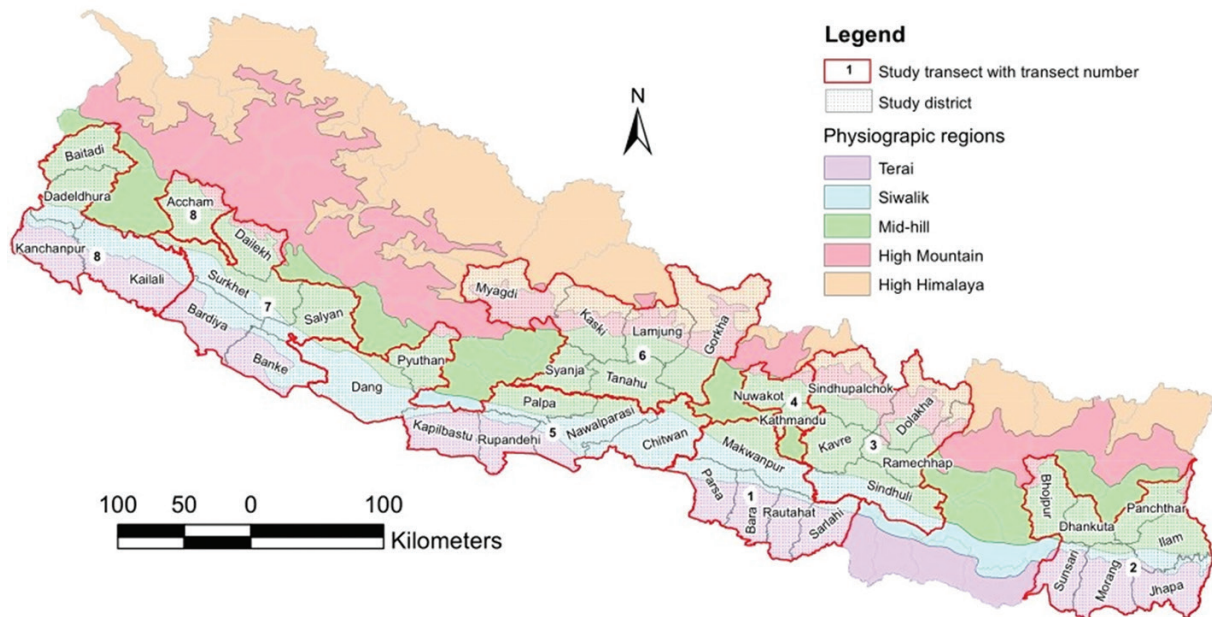 N
Legend
1 Study transect with transect number
Study district
Physiograpic regions
Terai
Siwalik
Mid-hill
High Mountain
High Himalaya
Baitadi
Dadeldhura
Accham
8
Dailekh
Kanchanpur
8
Kailali
Surkhet
7
Salyan
Bardiya
Banke
Dang
Pyuthan
Myagdi
Kaski
Lamjung
Gorkha
6
Syanja
Tanahu
Palpa
Nawalparasi
5
Kapilbastu
Rupandehi
Chitwan
Nuwakot
4
Sindhupalchok
Kathmandu
Dolakha
Kavre
3
Makwanpur
Ramechhap
Sindhuli
Parsa
1
Bara
Rautahat
Sarlahi
Bhojpur
Panchthar
Dhankuta
Ilam
Sunsari
Morang
2
Jhapa
100 50 0 100
Kilometers